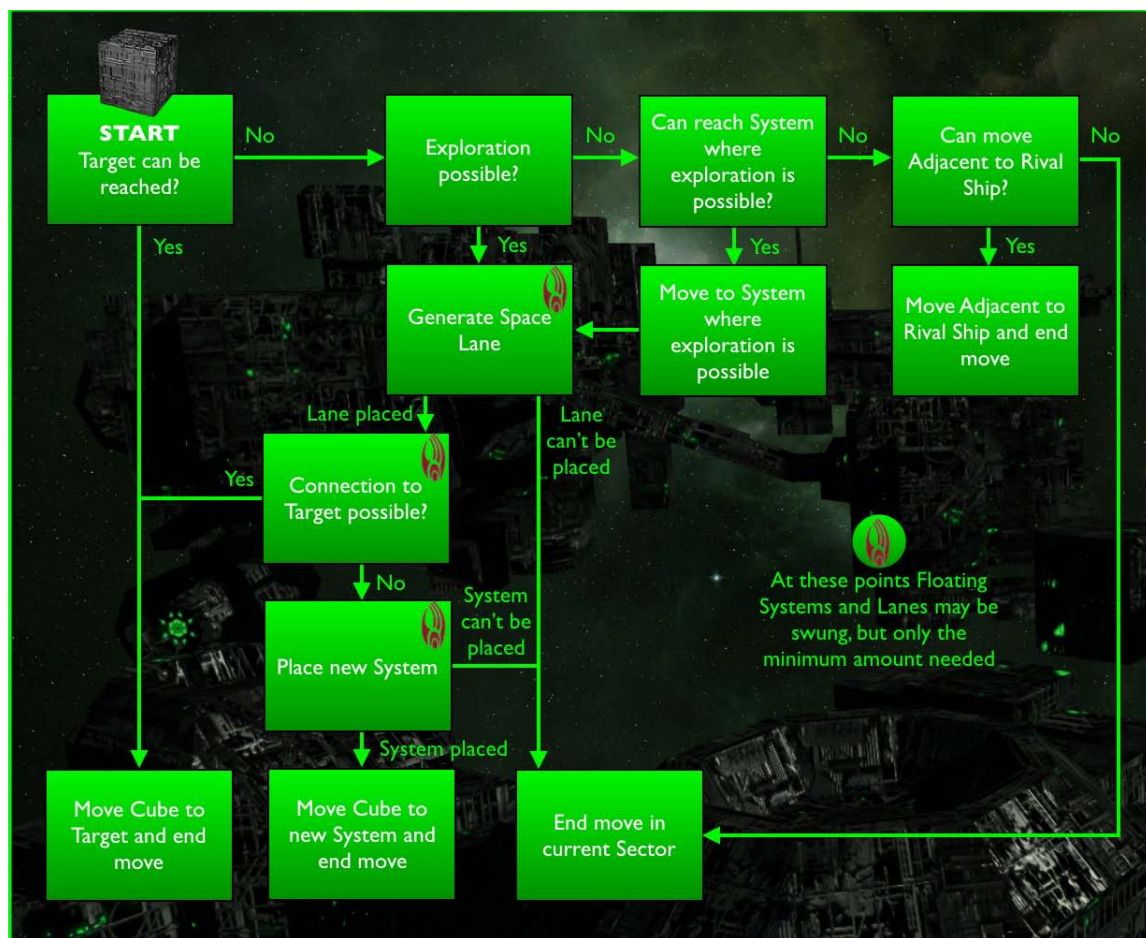 START
Target can be
reached?
No
Exploration
possible?
No
Can reach System
where
exploration is
possible?
No
Can move
Adjacent to Rival
Ship?
No
Yes
Yes
Yes
Yes
Generate Space
Lane
Move to System
where
exploration is
possible
Move Adjacent to
Rival Ship and end
move
Lane placed
Lane
can't be
placed
Yes
Connection to
Target possible?
No
System
can't be
placed
At these points Floating
Systems and Lanes may be
swung, but only the
minimum amount needed
Place new System
System placed
Move Cube to
Target and end
move
Move Cube to
new System and
end move
End move in
current Sector